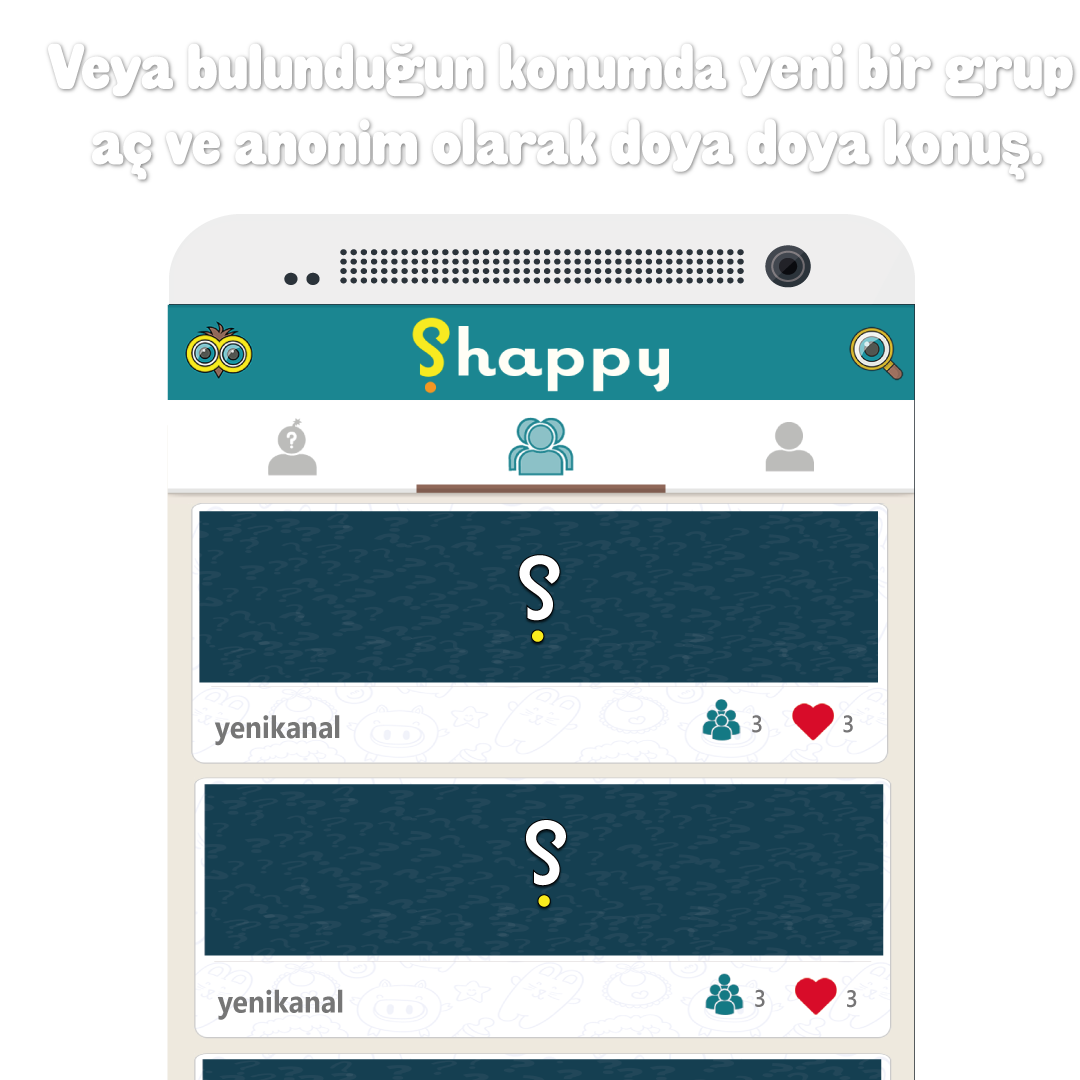 Veya bulunduğun konumda yeni bir grup
aç ve anonim olarak doya doya konuş.
Shappy
?
Ş
yenikanal 3 3
Ş
yenikanal 3 3